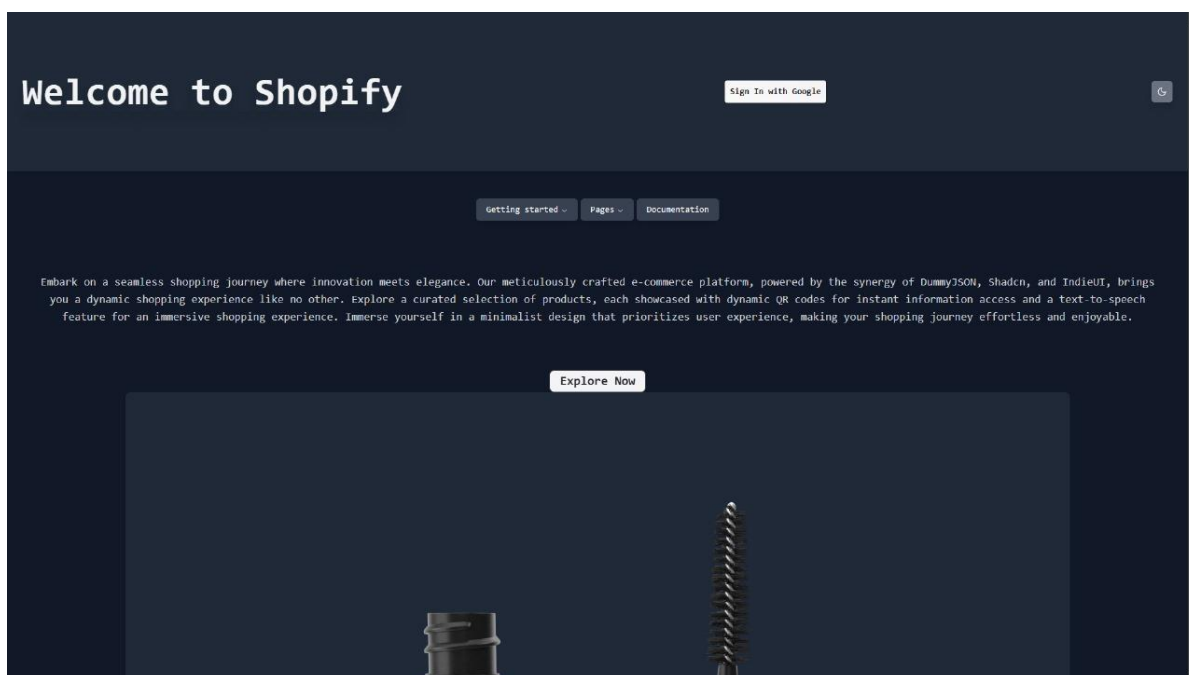 Welcome to Shopify
Sign In with Google
Getting started
Pages
Documentation
Embark on a seamless shopping journey where innovation meets elegance. Our meticulously crafted e-commerce platform, powered by the synergy of DummyJSON, Shadcn, and IndieUI, brings
you a dynamic shopping experience like no other. Explore a curated selection of products, each showcased with dynamic QR codes for instant information access and a text-to-speech
feature for an immersive shopping experience. Immerse yourself in a minimalist design that prioritizes user experience, making your shopping journey effortless and enjoyable.
Explore Now